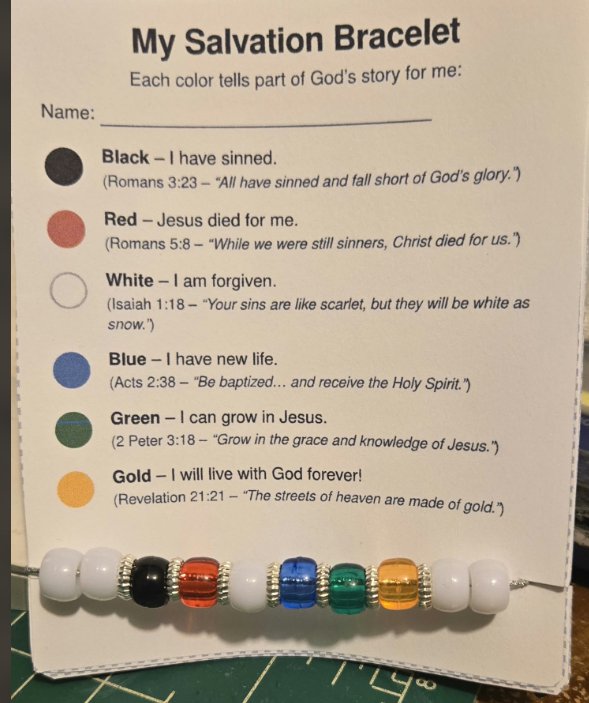 My Salvation Bracelet
Each color tells part of God's story for me:
Name:
Black – I have sinned.
(Romans 3:23 – "All have sinned and fall short of God's glory.")
Red – Jesus died for me.
(Romans 5:8 – "While we were still sinners, Christ died for us.")
White – I am forgiven.
(Isaiah 1:18 – "Your sins are like scarlet, but they will be white as
snow.")
Blue – I have new life.
(Acts 2:38 – "Be baptized... and receive the Holy Spirit.")
Green – I can grow in Jesus.
(2 Peter 3:18 – "Grow in the grace and knowledge of Jesus.")
Gold – I will live with God forever!
(Revelation 21:21 – "The streets of heaven are made of gold.")
8